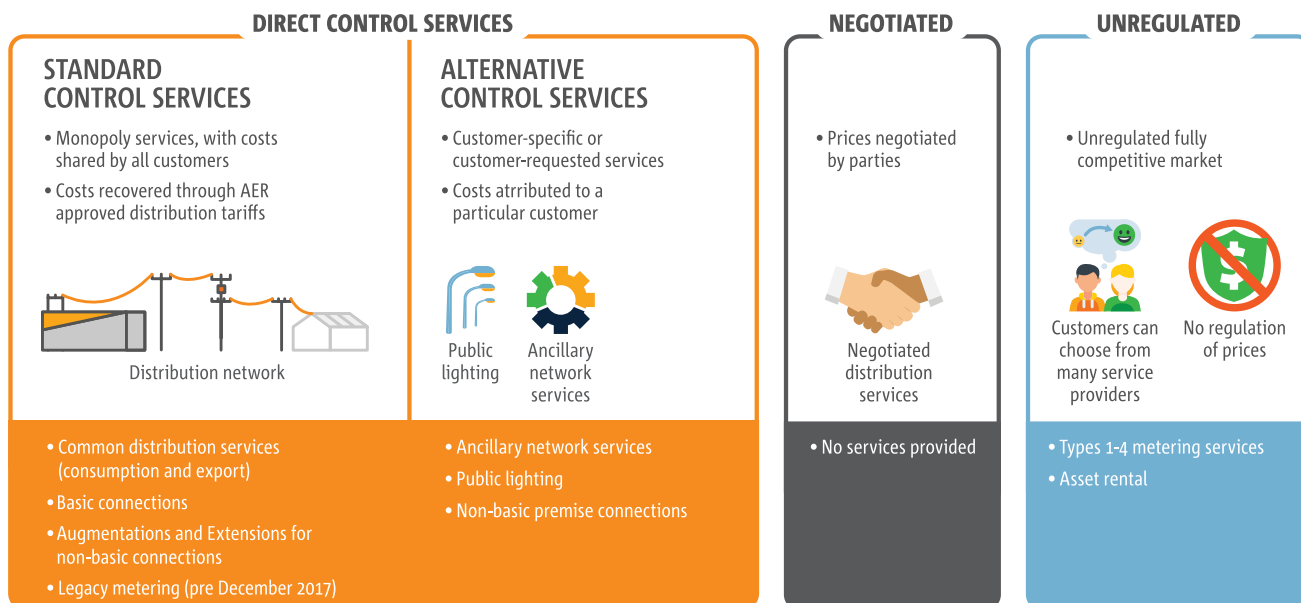 DIRECT CONTROL SERVICES
STANDARD
CONTROL SERVICES
• Monopoly services, with costs
shared by all customers
• Costs recovered through AER
approved distribution tariffs
Distribution network
• Common distribution services
(consumption and export)
• Basic connections
• Augmentations and Extensions for
non-basic connections
• Legacy metering (pre December 2017)
ALTERNATIVE
CONTROL SERVICES
• Customer-specific or
customer-requested services
• Costs atrributed to a
particular customer
Public
lighting
Ancillary
network
services
• Ancillary network services
• Public lighting
• Non-basic premise connections
NEGOTIATED
• Prices negotiated
by parties
Negotiated
distribution
services
• No services provided
UNREGULATED
• Unregulated fully
competitive market
$
Customers can
choose from
many service
providers
No regulation
of prices
• Types 1-4 metering services
• Asset rental